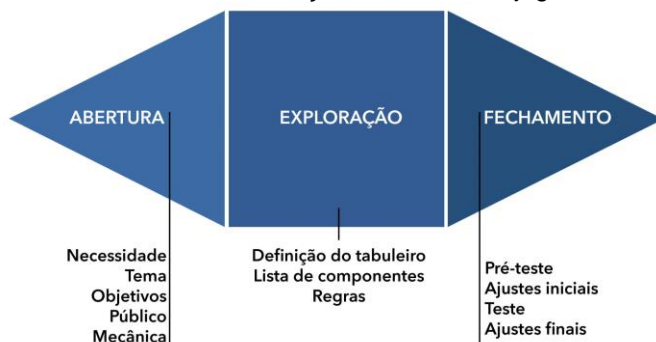 ABERTURA
EXPLORAÇÃO
FECHAMENTO
Necessidade
Tema
Objetivos
Público
Mecânica
Definição do tabuleiro
Lista de componentes
Regras
Pré-teste
Ajustes iniciais
Teste
Ajustes finais